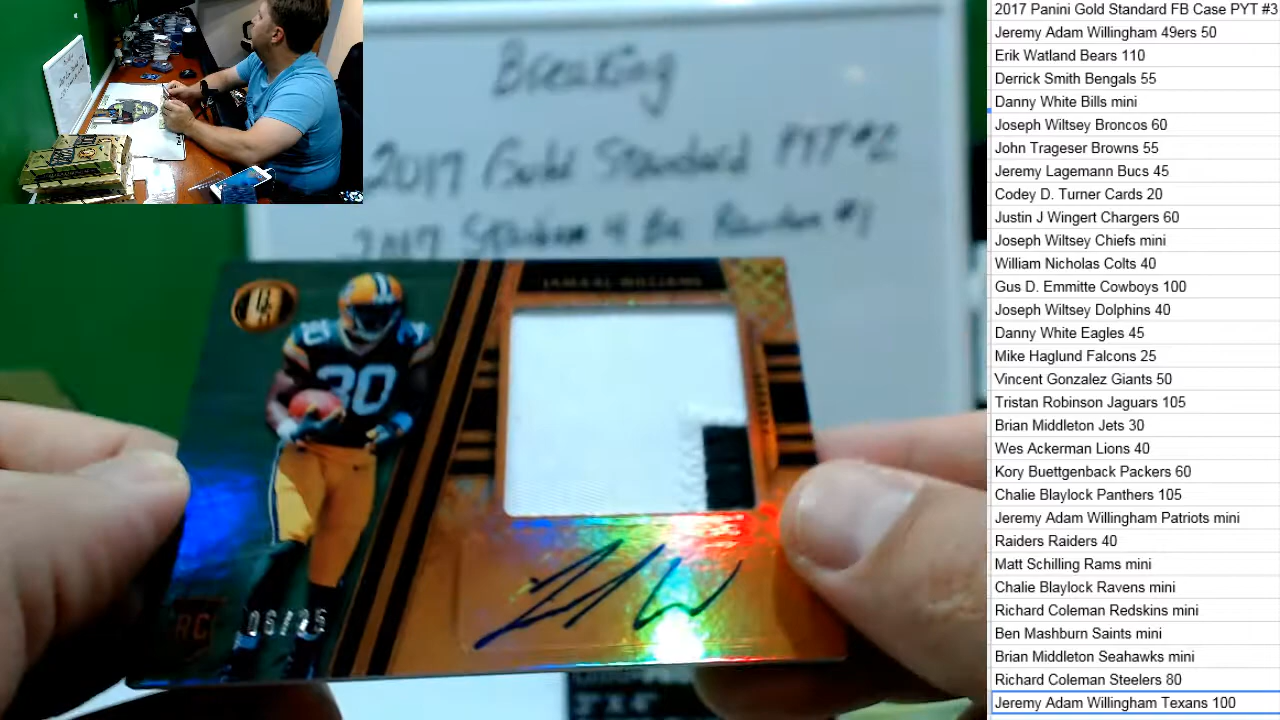 Breaking
2017 Gold Standard PYT #2
JAMAAL WILLIAMS
30
30
RC
06/25
2017 Panini Gold Standard FB Case PYT #3
Jeremy Adam Willingham 49ers 50
Erik Watland Bears 110
Derrick Smith Bengals 55
Danny White Bills mini
Joseph Wiltsey Broncos 60
John Trageser Browns 55
Jeremy Lagemann Bucs 45
Codey D. Turner Cards 20
Justin J Wingert Chargers 60
Joseph Wiltsey Chiefs mini
William Nicholas Colts 40
Gus D. Emmitte Cowboys 100
Joseph Wiltsey Dolphins 40
Danny White Eagles 45
Mike Haglund Falcons 25
Vincent Gonzalez Giants 50
Tristan Robinson Jaguars 105
Brian Middleton Jets 30
Wes Ackerman Lions 40
Kory Buettgenback Packers 60
Chalie Blaylock Panthers 105
Jeremy Adam Willingham Patriots mini
Raiders Raiders 40
Matt Schilling Rams mini
Chalie Blaylock Ravens mini
Richard Coleman Redskins mini
Ben Mashburn Saints mini
Brian Middleton Seahawks mini
Richard Coleman Steelers 80
Jeremy Adam Willingham Texans 100